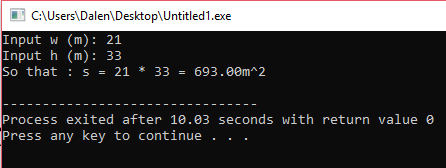 C:\Users\Dalen\Desktop\Untitled1.exe
Input w (m): 21
Input h (m): 33
So that : s = 21 * 33 = 693.00m^2
--------------------------------
Process exited after 10.03 seconds with return value 0
Press any key to continue . . .